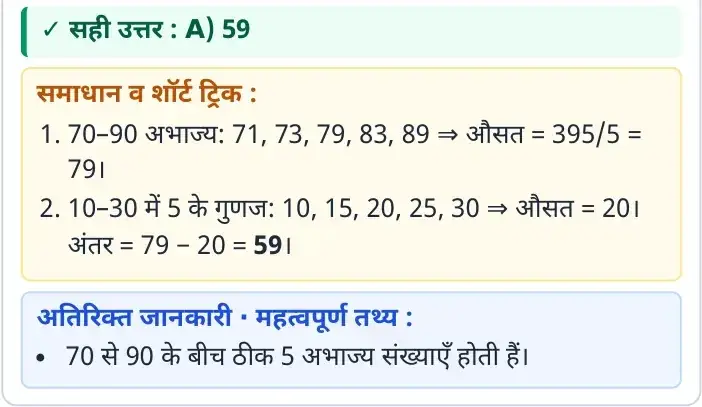 ✓ सही उत्तर : A) 59
समाधान व शॉर्ट ट्रिक :
1. 70–90 अभाज्य: 71, 73, 79, 83, 89 ⇒ औसत = 395/5 =
79।
2. 10–30 में 5 के गुणज: 10, 15, 20, 25, 30 ⇒ औसत = 20।
अंतर = 79 − 20 = 59।
अतिरिक्त जानकारी · महत्वपूर्ण तथ्य :
• 70 से 90 के बीच ठीक 5 अभाज्य संख्याएँ होती हैं।